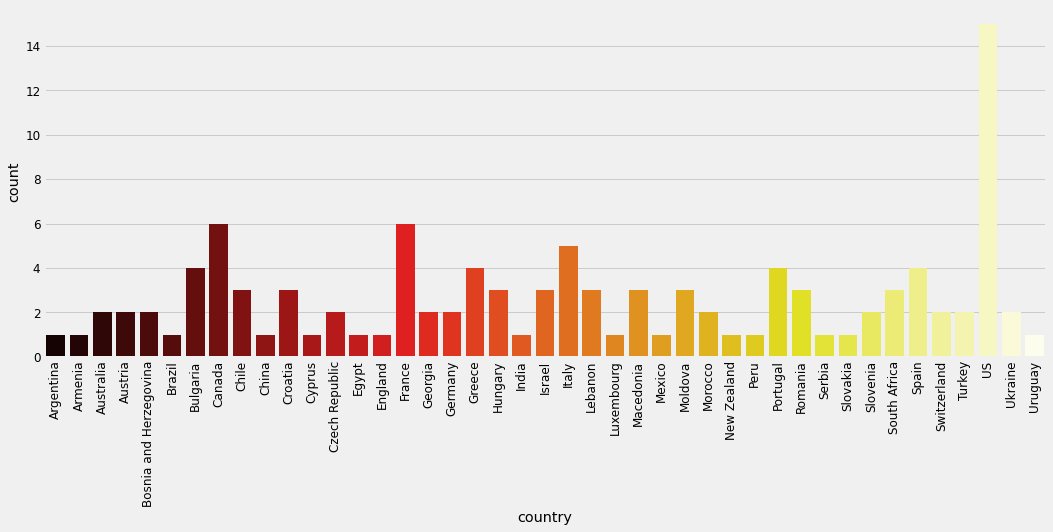 14
12
10
8
6
4
2
0
count
Argentina
Armenia
Australia
Austria
Bosnia and Herzegovina
Brazil
Bulgaria
Canada
Chile
China
Croatia
Cyprus
Czech Republic
Egypt
England
France
Georgia
Germany
Greece
Hungary
India
Israel
Italy
Lebanon
Luxembourg
Macedonia
Mexico
Moldova
Morocco
New Zealand
Peru
Portugal
Romania
Serbia
Slovakia
Slovenia
South Africa
Spain
Switzerland
Turkey
US
Ukraine
Uruguay
country